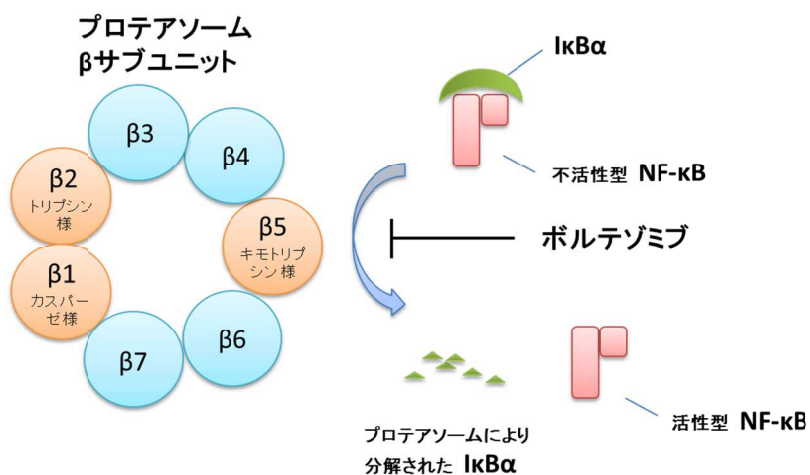 プロテアソーム
βサブユニット
β3
β4
β2
トリプシン
様
β5
キモトリプ
シン様
β1
カスパー
ゼ様
β7
β6
IκBα
不活性型 NF-κB
ボルテゾミブ
活性型 NF-κB
プロテアソームにより
分解された IκBα